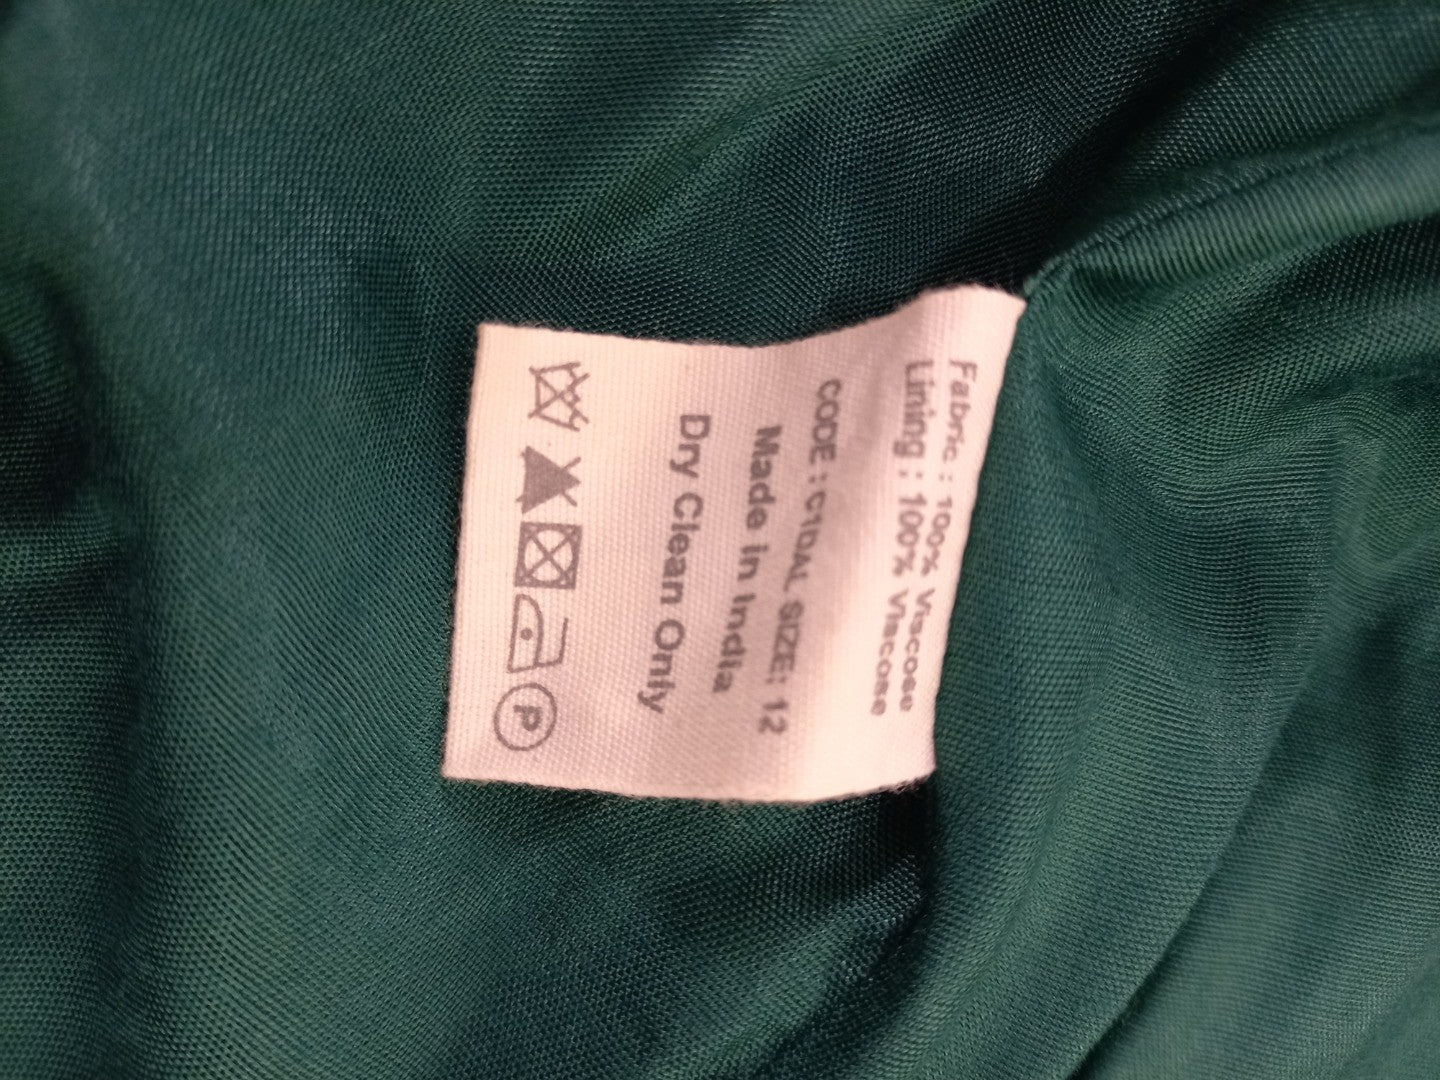 Fabric : 100% Viscose
Lining : 100% Viscose
CODE : C1DAL SIZE: 12
Made in India
Dry Clean Only
P